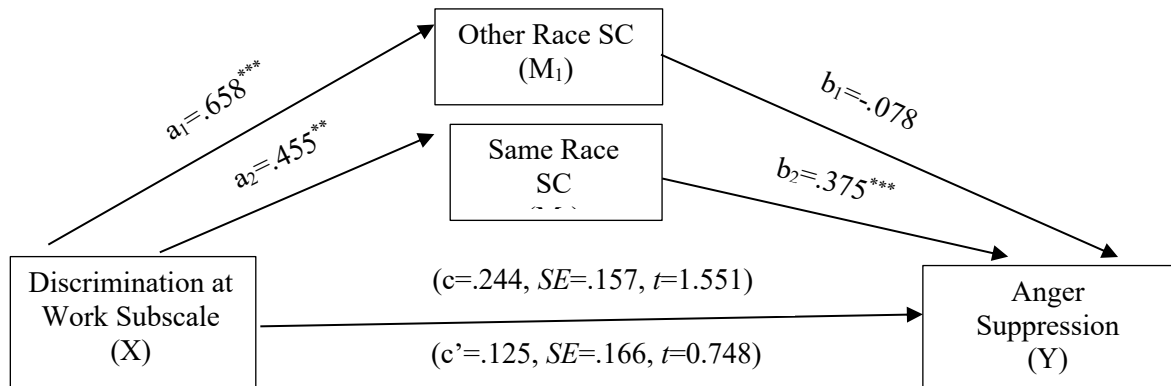 Other Race SC
(M₁)
a₁=.658***
b₁=-.078
a₂=.455**
Same Race
SC
b₂=.375***
Discrimination at
Work Subscale
(X)
(c=.244, SE=.157, t=1.551)
(c’=.125, SE=.166, t=0.748)
Anger
Suppression
(Y)